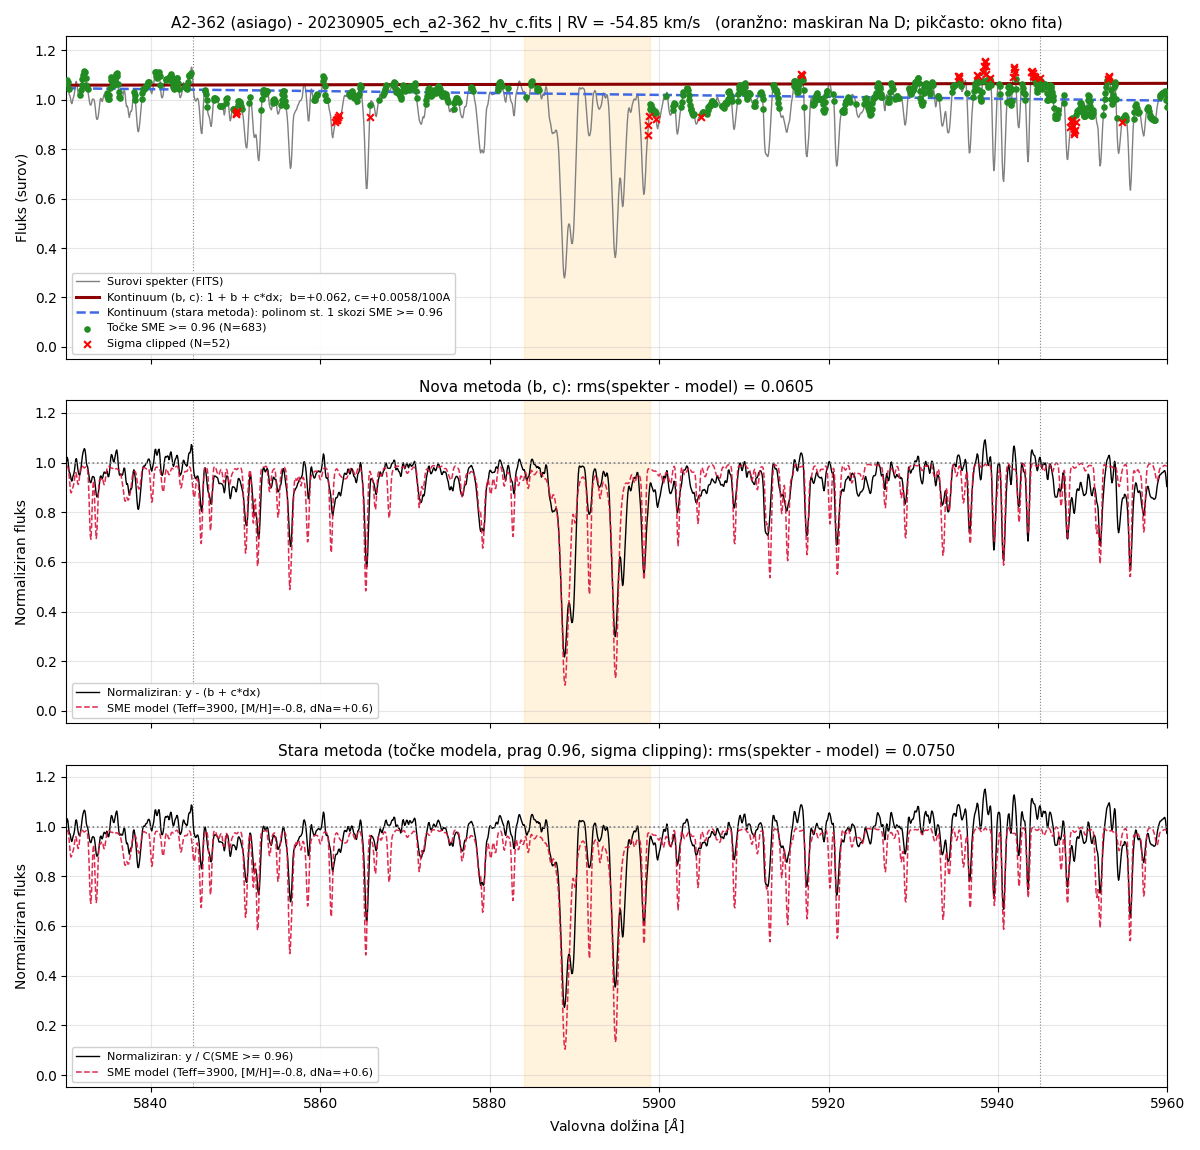 A2-362 (asiago) - 20230905_ech_a2-362_hv_c.fits | RV = -54.85 km/s   (oranžno: maskiran Na D; pikčasto: okno fita)
1.2
1.0
0.8
0.6
0.4
0.2
0.0
Fluks (surov)
Surovi spekter (FITS)
Kontinuum (b, c): 1 + b + c*dx;  b=+0.062, c=+0.0058/100A
Kontinuum (stara metoda): polinom st. 1 skozi SME >= 0.96
Točke SME >= 0.96 (N=683)
Sigma clipped (N=52)
Nova metoda (b, c): rms(spekter - model) = 0.0605
1.2
1.0
0.8
0.6
0.4
0.2
0.0
Normaliziran fluks
Normaliziran: y - (b + c*dx)
SME model (Teff=3900, [M/H]=-0.8, dNa=+0.6)
Stara metoda (točke modela, prag 0.96, sigma clipping): rms(spekter - model) = 0.0750
1.2
1.0
0.8
0.6
0.4
0.2
0.0
Normaliziran fluks
Normaliziran: y / C(SME >= 0.96)
SME model (Teff=3900, [M/H]=-0.8, dNa=+0.6)
5840 5860 5880 5900 5920 5940 5960
Valovna dolžina [Å]